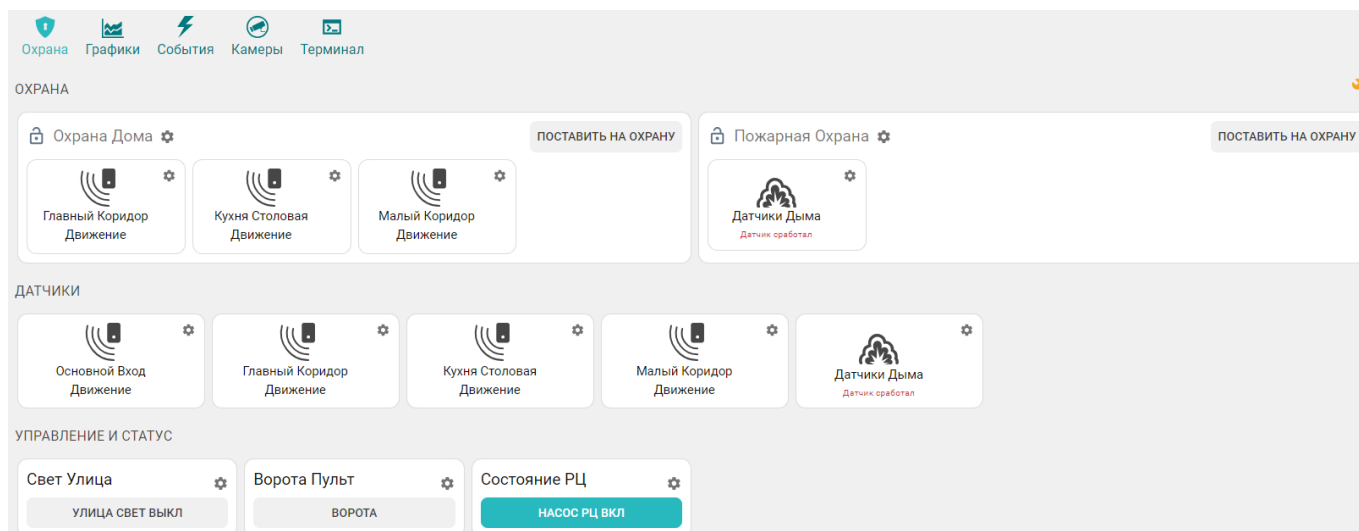 Охрана Графики События Камеры Терминал
ОХРАНА
Охрана Дома ПОСТАВИТЬ НА ОХРАНУ
Главный Коридор
Движение
Кухня Столовая
Движение
Малый Коридор
Движение
Пожарная Охрана ПОСТАВИТЬ НА ОХРАНУ
Датчики Дыма
Датчик сработал
ДАТЧИКИ
Основной Вход
Движение
Главный Коридор
Движение
Кухня Столовая
Движение
Малый Коридор
Движение
Датчики Дыма
Датчик сработал
УПРАВЛЕНИЕ И СТАТУС
Свет Улица
УЛИЦА СВЕТ ВЫКЛ
Ворота Пульт
ВОРОТА
Состояние РЦ
НАСОС РЦ ВКЛ